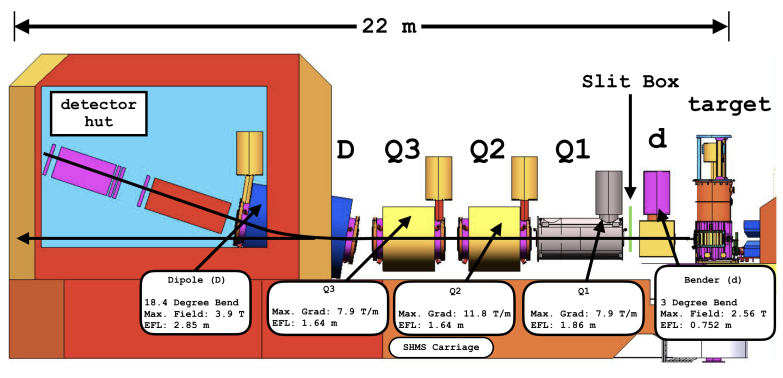 22 m
Slit Box
target
detector
hut
D
Q3
Q2
Q1
d
Dipole (D)
18.4 Degree Bend
Max. Field: 3.9 T
EFL: 2.85 m
Q3
Max. Grad: 7.9 T/m
EFL: 1.64 m
Q2
Max. Grad: 11.8 T/m
EFL: 1.64 m
Q1
Max. Grad: 7.9 T/m
EFL: 1.86 m
Bender (d)
3 Degree Bend
Max. Field: 2.56 T
EFL: 0.752 m
SHMS Carriage